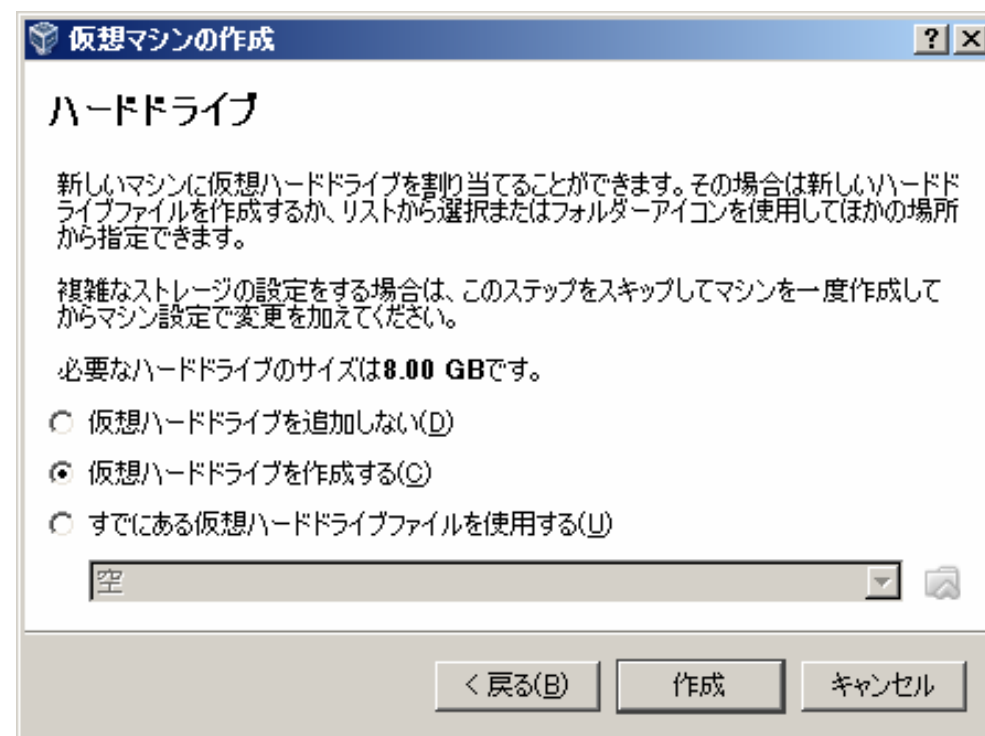 仮想マシンの作成
ハードドライブ
新しいマシンに仮想ハードドライブを割り当てることができます。その場合は新しいハードド
ライブファイルを作成するか、リストから選択またはフォルダーアイコンを使用してほかの場所
から指定できます。
複雑なストレージの設定をする場合は、このステップをスキップしてマシンを一度作成して
からマシン設定で変更を加えてください。
必要なハードドライブのサイズは8.00 GBです。
仮想ハードドライブを追加しない(D)
仮想ハードドライブを作成する(C)
すでにある仮想ハードドライブファイルを使用する(U)
空
< 戻る(B) 作成 キャンセル